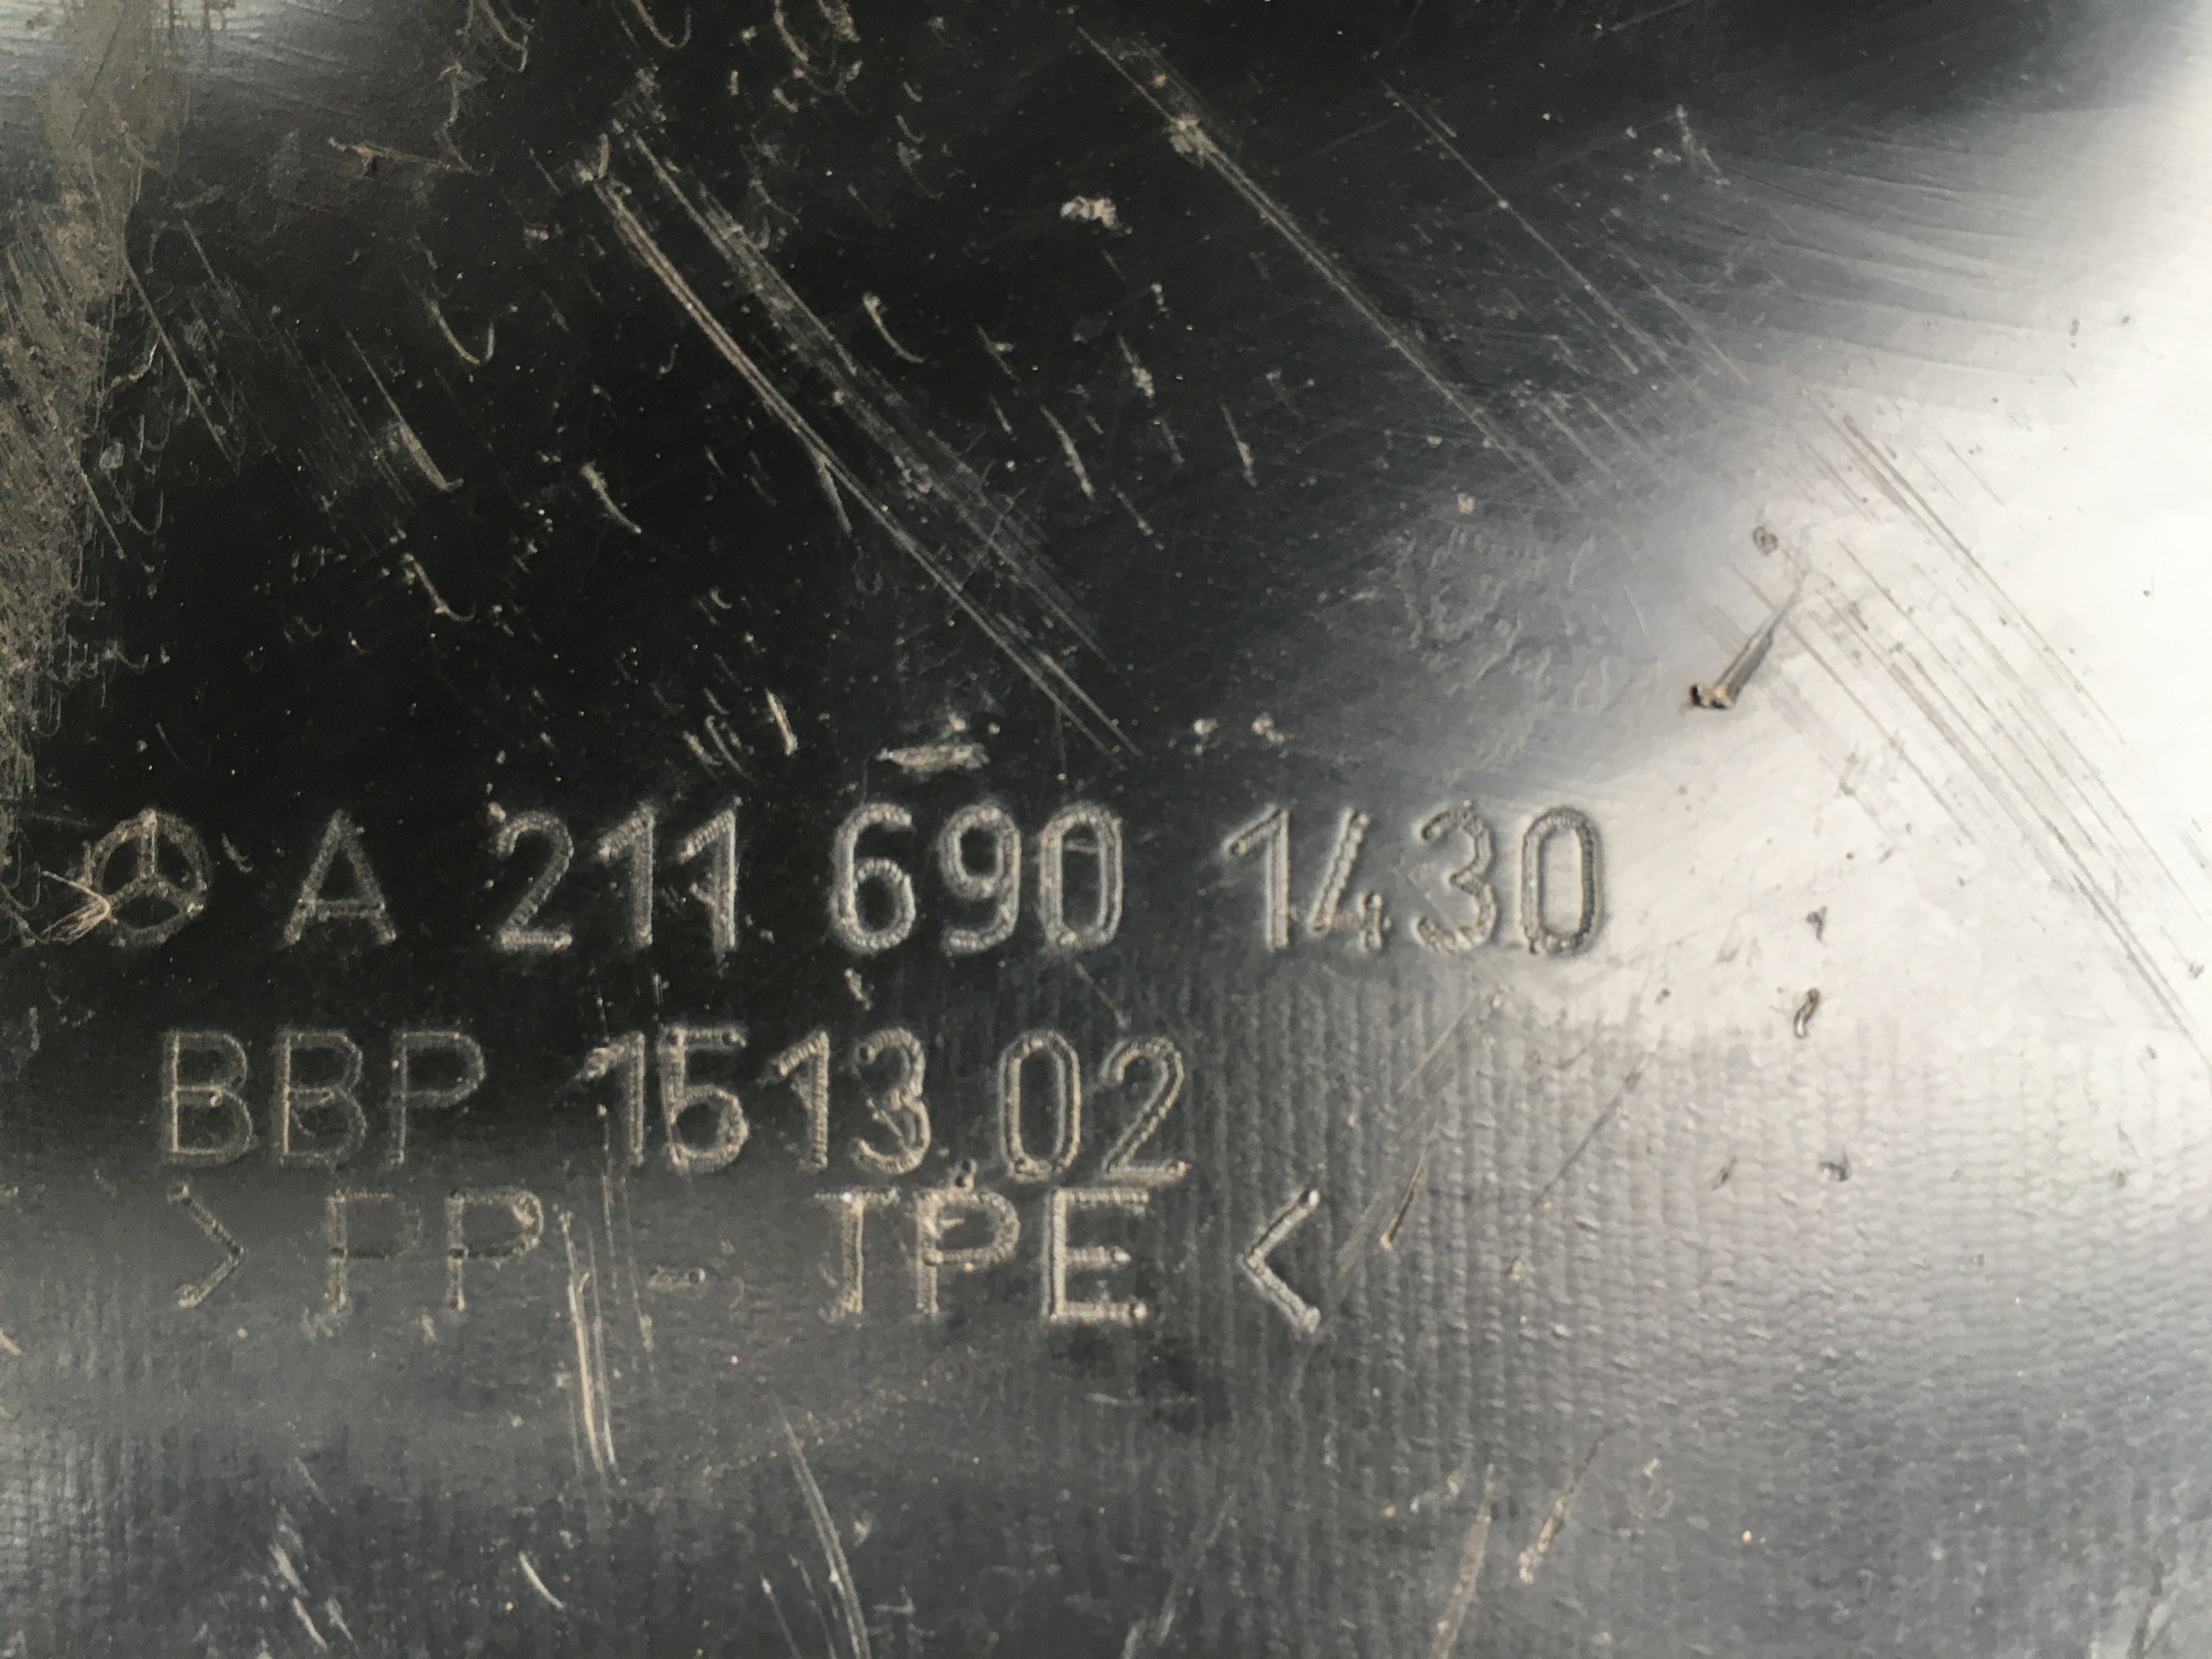 A 211 690 1430
BBP 1513.02
> PP - TPE <